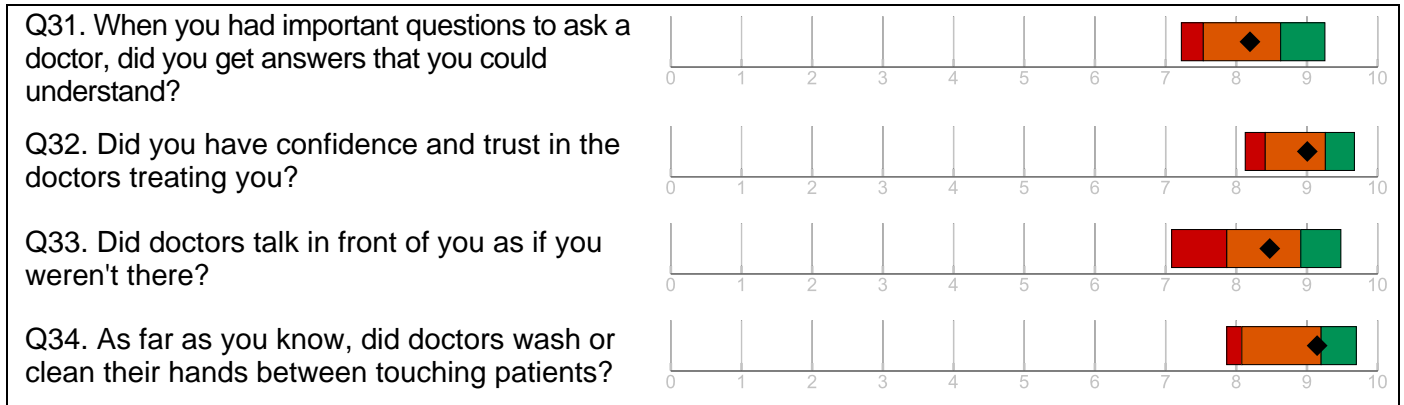 Q31. When you had important questions to ask a
doctor, did you get answers that you could
understand?
0 1 2 3 4 5 6 7 8 9 10
Q32. Did you have confidence and trust in the
doctors treating you?
0 1 2 3 4 5 6 7 8 9 10
Q33. Did doctors talk in front of you as if you
weren't there?
0 1 2 3 4 5 6 7 8 9 10
Q34. As far as you know, did doctors wash or
clean their hands between touching patients?
0 1 2 3 4 5 6 7 8 9 10